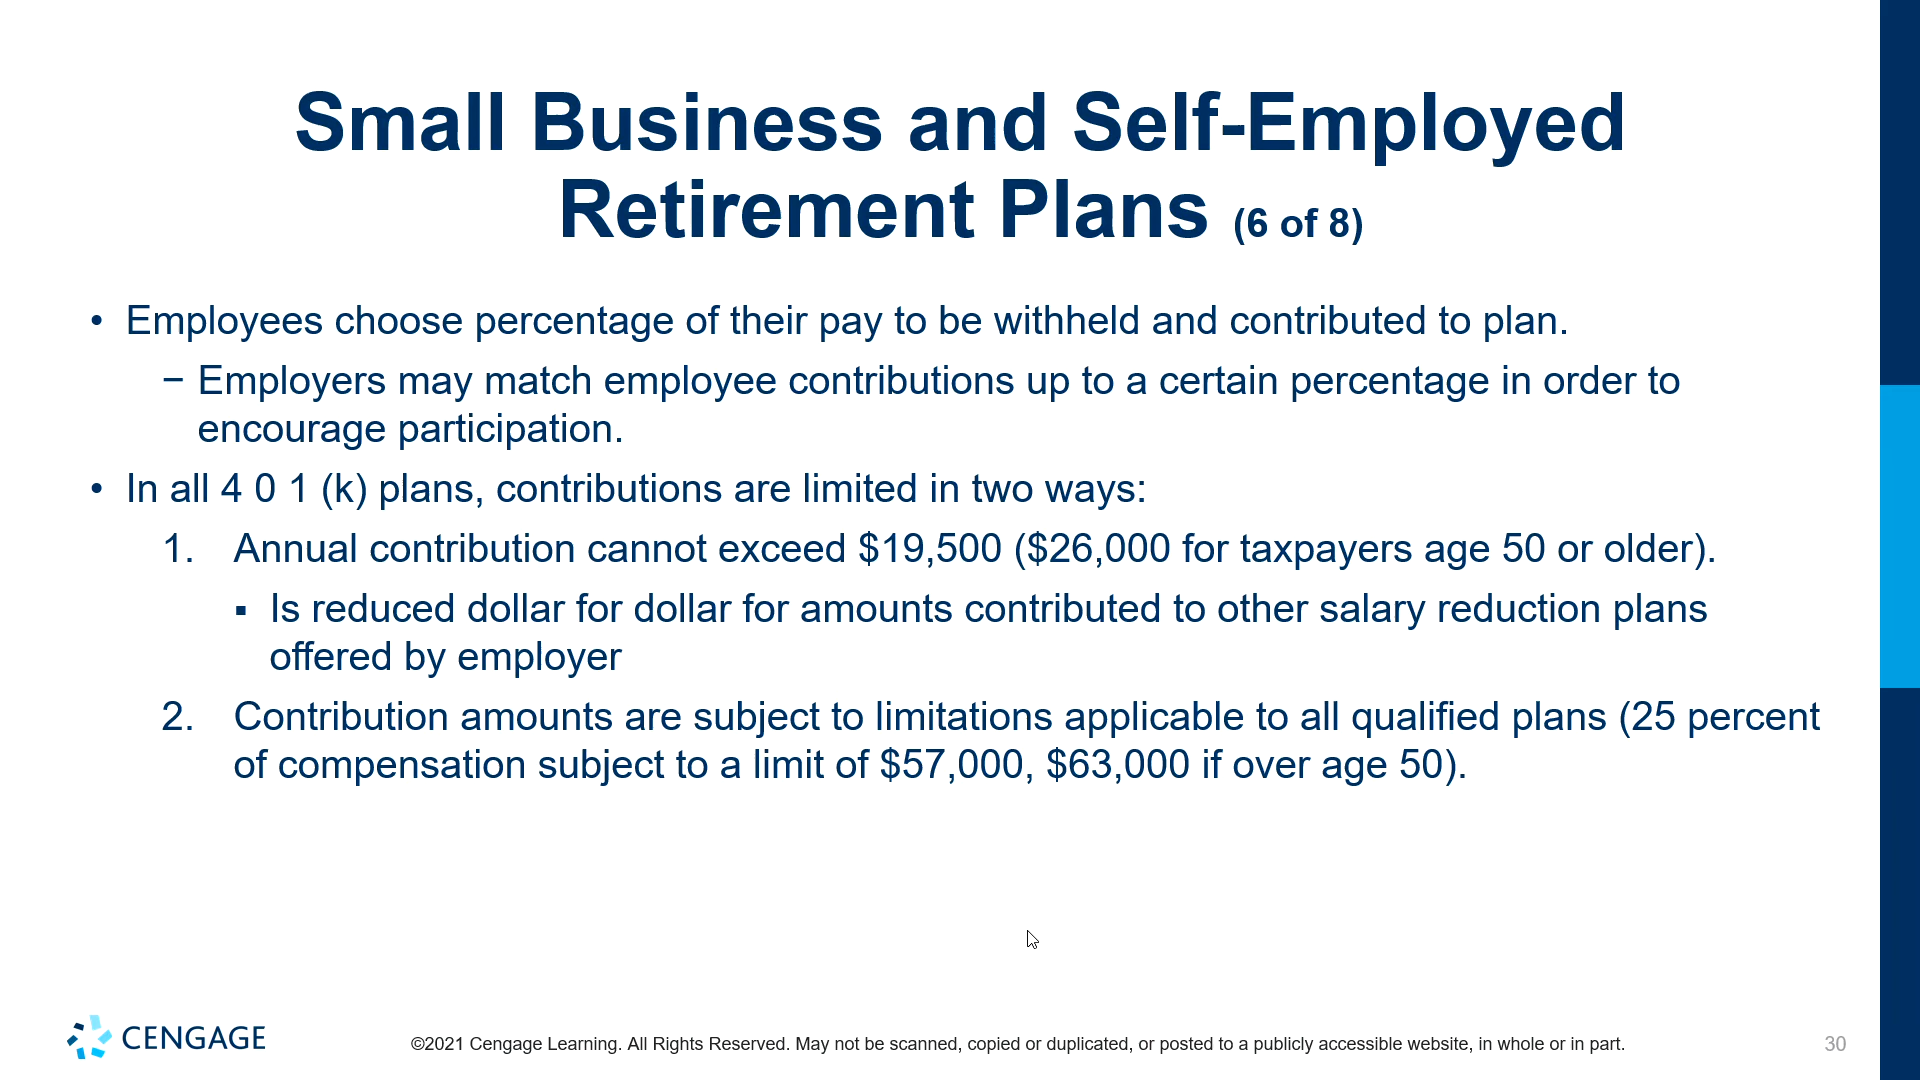 Small Business and Self-Employed
Retirement Plans (6 of 8)
• Employees choose percentage of their pay to be withheld and contributed to plan.
− Employers may match employee contributions up to a certain percentage in order to
encourage participation.
• In all 4 0 1 (k) plans, contributions are limited in two ways:
1. Annual contribution cannot exceed $19,500 ($26,000 for taxpayers age 50 or older).
▪ Is reduced dollar for dollar for amounts contributed to other salary reduction plans
offered by employer
2. Contribution amounts are subject to limitations applicable to all qualified plans (25 percent
of compensation subject to a limit of $57,000, $63,000 if over age 50).
CENGAGE
©2021 Cengage Learning. All Rights Reserved. May not be scanned, copied or duplicated, or posted to a publicly accessible website, in whole or in part.
30